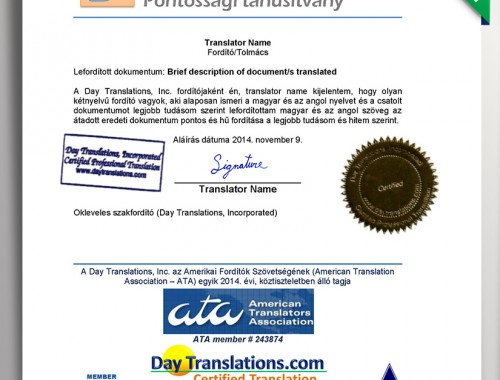 Pontossági tanúsítvány
Translator Name
Fordító/Tolmács
Lefordított dokumentum: Brief description of document/s translated
A Day Translations, Inc. fordítójaként én, translator name kijelentem, hogy olyan
kétnyelvű fordító vagyok, aki alaposan ismeri a magyar és az angol nyelvet és a csatolt
dokumentumot legjobb tudásom szerint lefordítottam magyar és az angol szöveg az
átadott eredeti dokumentum pontos és hű fordítása a legjobb tudásom és hitem szerint.
Aláírás dátuma 2014. november 9.
Day Translations, Incorporated
Certified Professional Translation
www.daytranslations.com
Signature
Translator Name
Certified
Okleveles szakfordító (Day Translations, Incorporated)
A Day Translations, Inc. az Amerikai Fordítók Szövetségének (American Translation
Association – ATA) egyik 2014. évi, köztiszteletben álló tagja
ata
American
Translators
Association
ATA member # 243874
Day Translations.com
Certified Translation
MEMBER